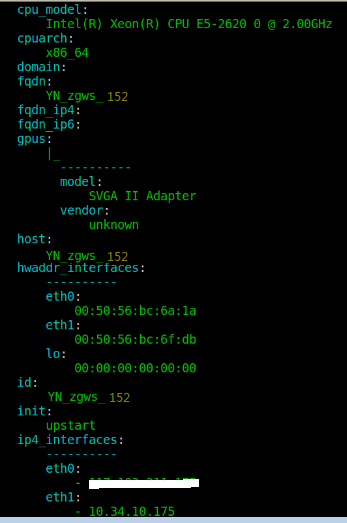 cpu_model:
Intel(R) Xeon(R) CPU E5-2620 0 @ 2.00GHz
cpuarch:
x86_64
domain:
fqdn:
YN_zgws_152
fqdn_ip4:
fqdn_ip6:
gpus:
|_
----------
model:
SVGA II Adapter
vendor:
unknown
host:
YN_zgws_152
hwaddr_interfaces:
----------
eth0:
00:50:56:bc:6a:1a
eth1:
00:50:56:bc:6f:db
lo:
00:00:00:00:00:00
id:
YN_zgws_152
init:
upstart
ip4_interfaces:
----------
eth0:
-
eth1:
- 10.34.10.175